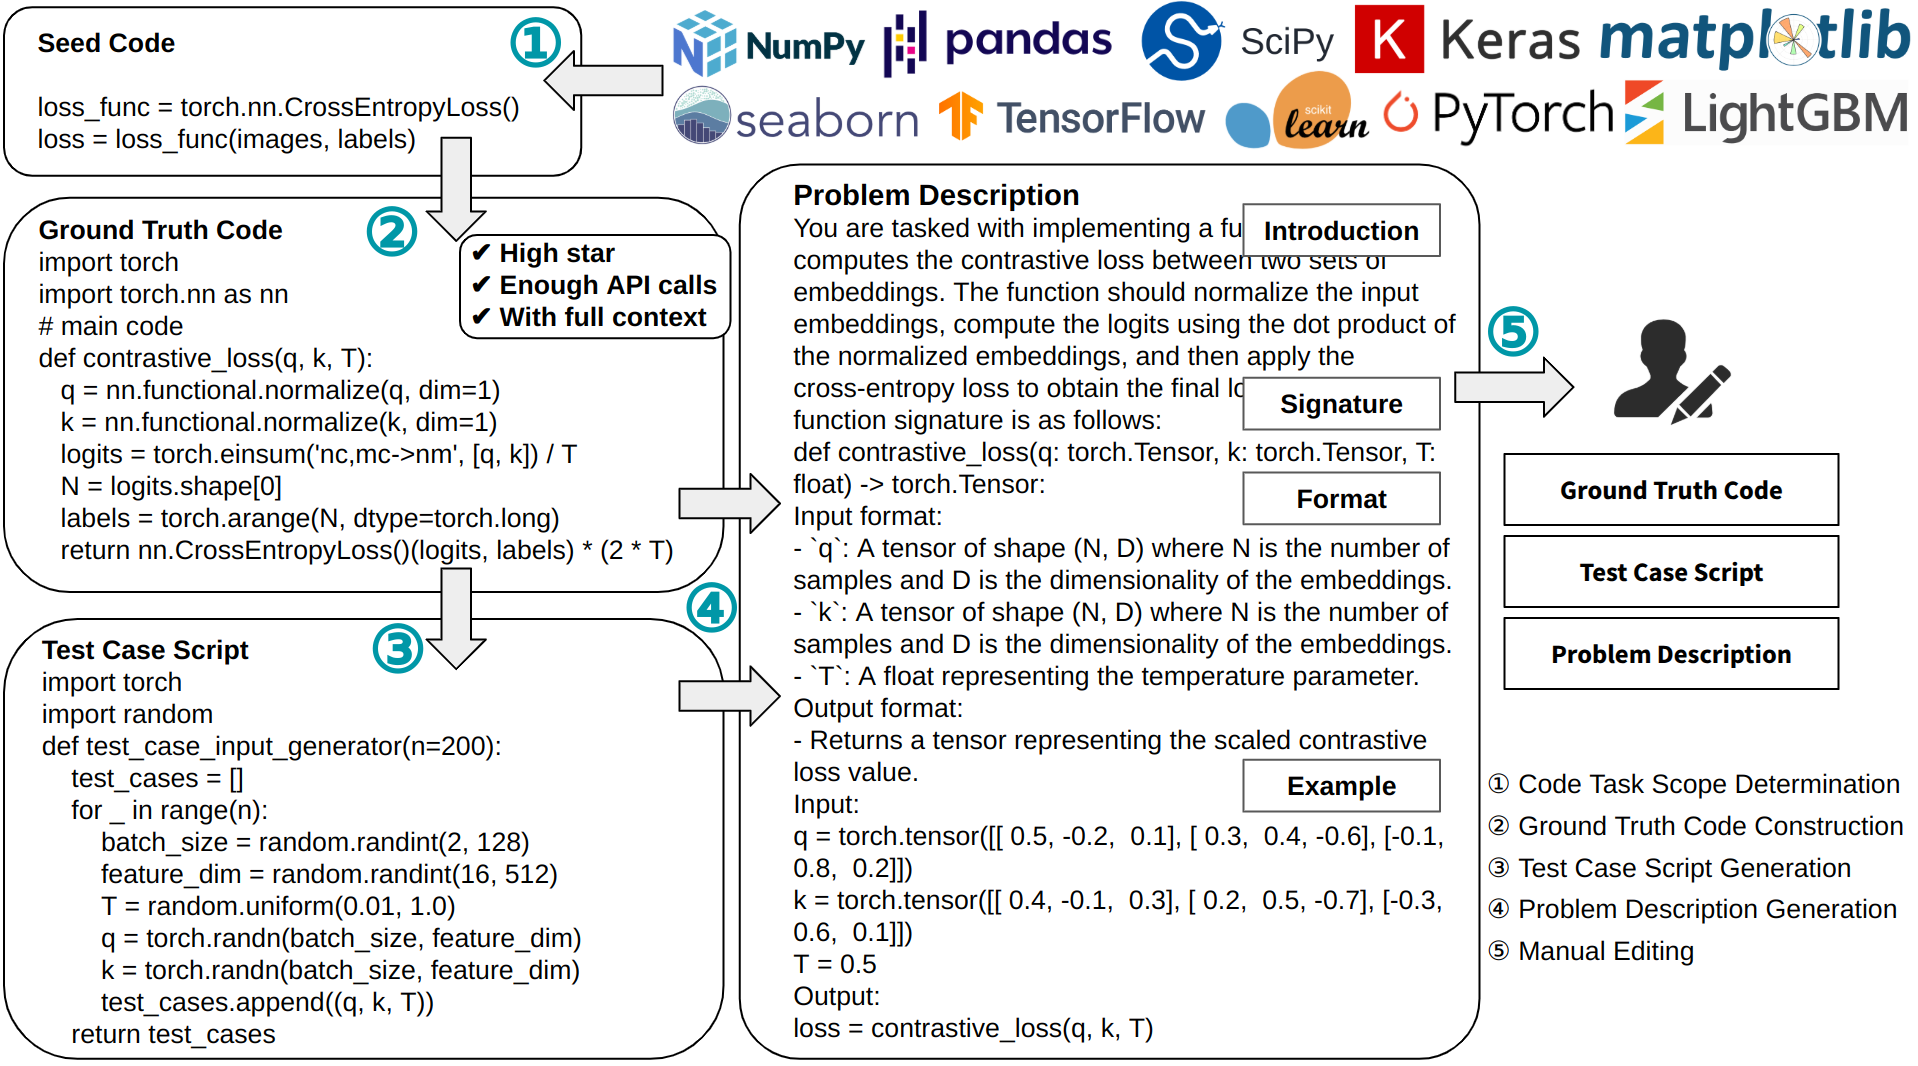 Seed Code
①
loss_func = torch.nn.CrossEntropyLoss()
loss = loss_func(images, labels)
NumPy
pandas
SciPy
K Keras
matplotlib
seaborn
TensorFlow
scikit
learn
PyTorch
LightGBM
②
Ground Truth Code
import torch
import torch.nn as nn
# main code
def contrastive_loss(q, k, T):
q = nn.functional.normalize(q, dim=1)
k = nn.functional.normalize(k, dim=1)
logits = torch.einsum('nc,mc->nm', [q, k]) / T
N = logits.shape[0]
labels = torch.arange(N, dtype=torch.long)
return nn.CrossEntropyLoss()(logits, labels) * (2 * T)
✔ High star
✔ Enough API calls
✔ With full context
③
Test Case Script
import torch
import random
def test_case_input_generator(n=200):
test_cases = []
for _ in range(n):
batch_size = random.randint(2, 128)
feature_dim = random.randint(16, 512)
T = random.uniform(0.01, 1.0)
q = torch.randn(batch_size, feature_dim)
k = torch.randn(batch_size, feature_dim)
test_cases.append((q, k, T))
return test_cases
④
Problem Description
You are tasked with implementing a fu
Introduction
computes the contrastive loss between two sets of
embeddings. The function should normalize the input
embeddings, compute the logits using the dot product of
the normalized embeddings, and then apply the
cross-entropy loss to obtain the final lo
Signature
function signature is as follows:
def contrastive_loss(q: torch.Tensor, k: torch.Tensor, T:
float) -> torch.Tensor:
Format
Input format:
- `q`: A tensor of shape (N, D) where N is the number of
samples and D is the dimensionality of the embeddings.
- `k`: A tensor of shape (N, D) where N is the number of
samples and D is the dimensionality of the embeddings.
- `T`: A float representing the temperature parameter.
Output format:
- Returns a tensor representing the scaled contrastive
loss value.
Example
Input:
q = torch.tensor([[ 0.5, -0.2, 0.1], [ 0.3, 0.4, -0.6], [-0.1,
0.8, 0.2]])
k = torch.tensor([[ 0.4, -0.1, 0.3], [ 0.2, 0.5, -0.7], [-0.3,
0.6, 0.1]])
T = 0.5
Output:
loss = contrastive_loss(q, k, T)
⑤
Ground Truth Code
Test Case Script
Problem Description
① Code Task Scope Determination
② Ground Truth Code Construction
③ Test Case Script Generation
④ Problem Description Generation
⑤ Manual Editing